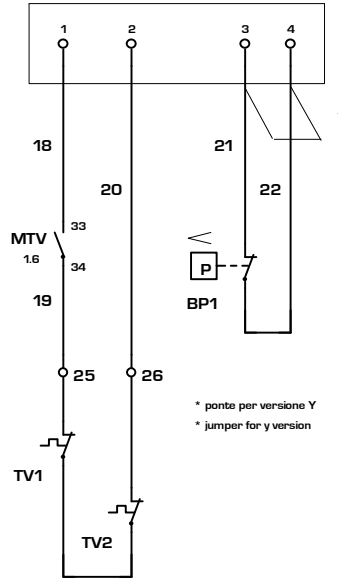 1 2 3 4
18 21
20 22
33
MTV
1.6
34
19
P
BP1
25 26
* ponte per versione Y
* jumper for y version
TV1
TV2